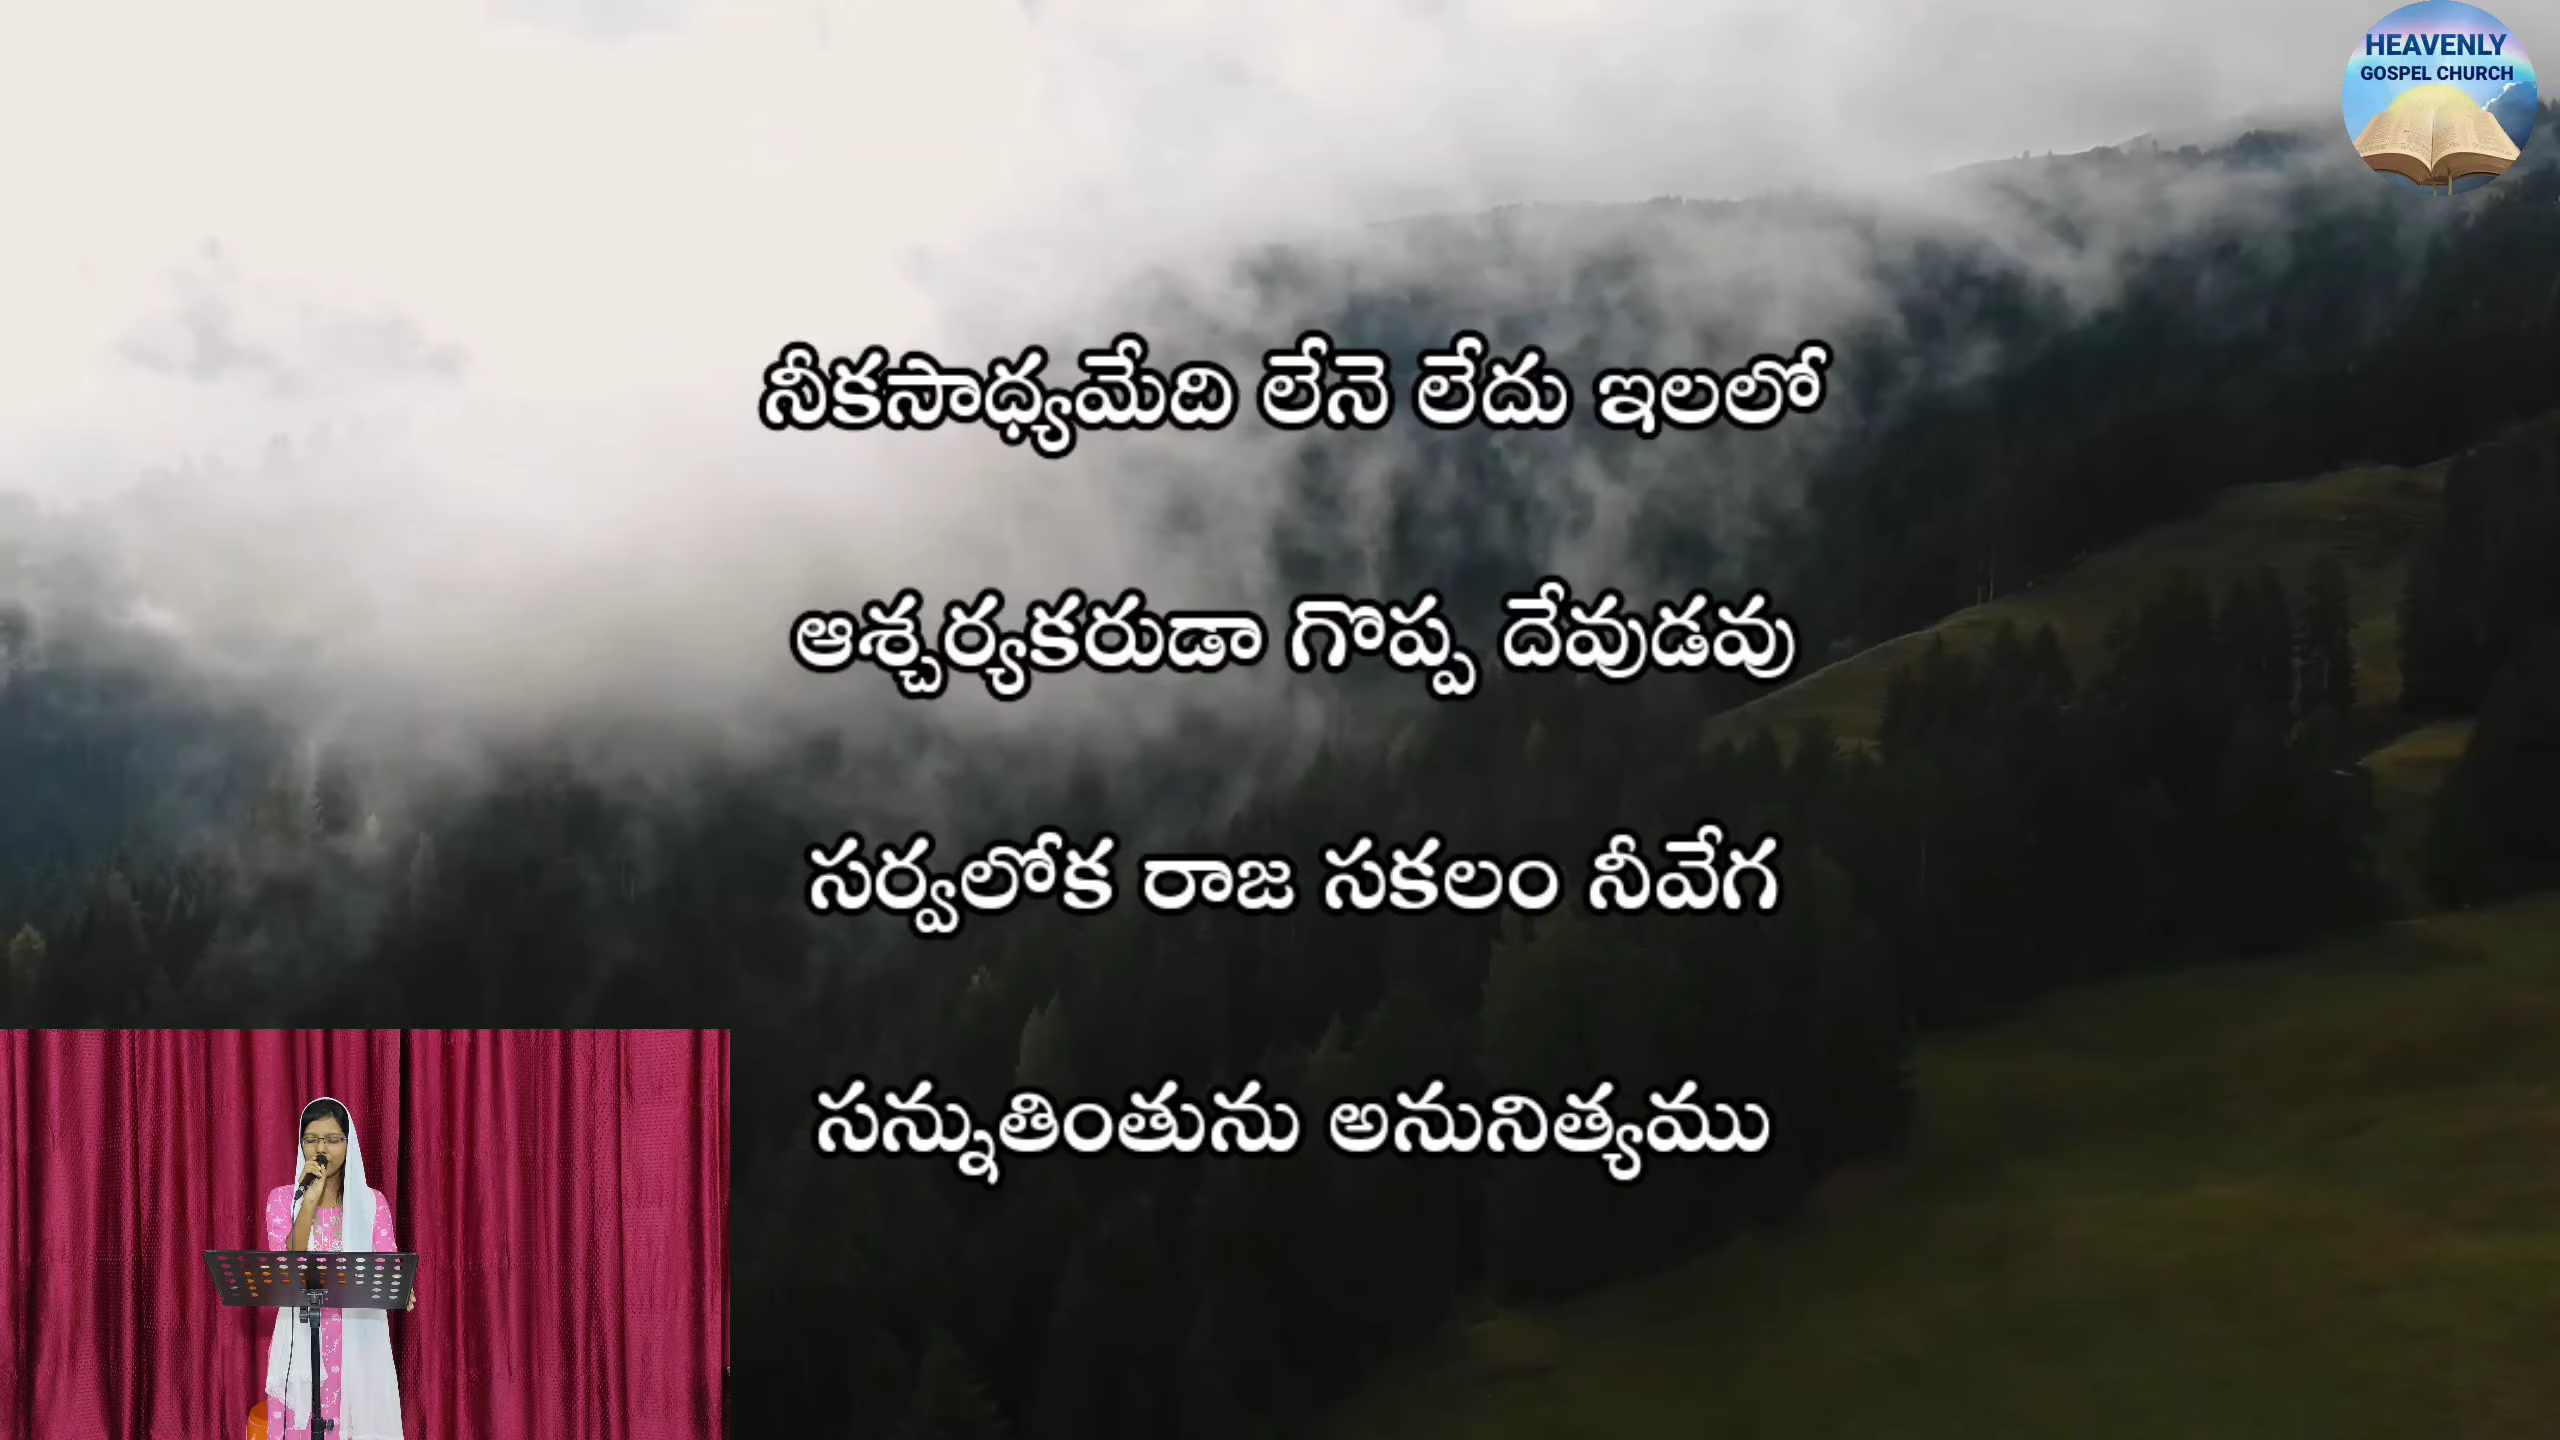 HEAVENLY
GOSPEL CHURCH
నీకసాధ్యమేది లేనె లేదు ఇలలో
ఆశ్చర్యకరుడా గొప్ప దేవుడవు
సర్వలోక రాజ సకలం నీవేగ
సన్నుతింతును అనునిత్యము